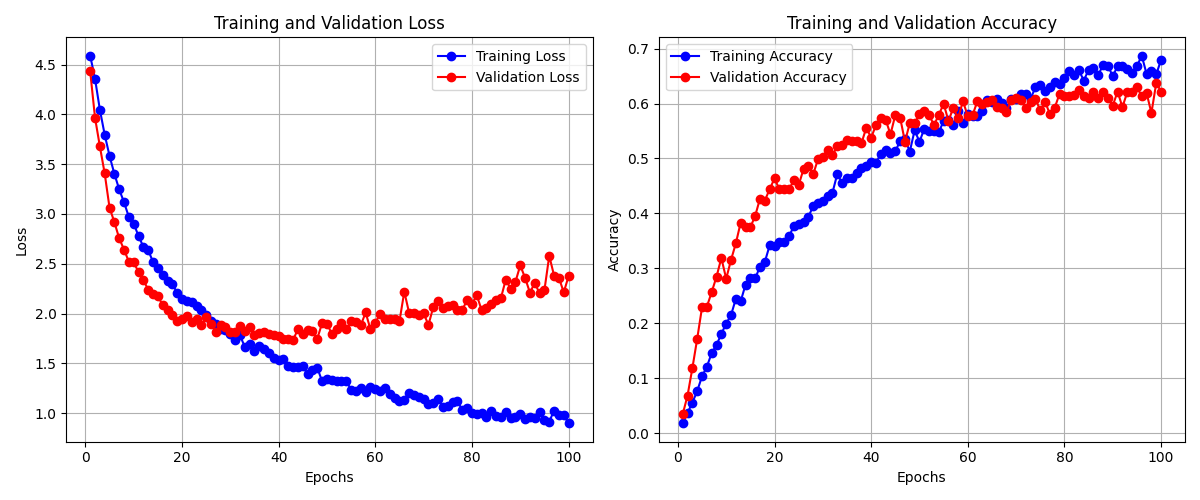 Training and Validation Loss
Training Loss
Validation Loss
4.5
4.0
3.5
3.0
2.5
2.0
1.5
1.0
Loss
0 20 40 60 80 100
Epochs
Training and Validation Accuracy
Training Accuracy
Validation Accuracy
0.7
0.6
0.5
0.4
0.3
0.2
0.1
0.0
Accuracy
0 20 40 60 80 100
Epochs